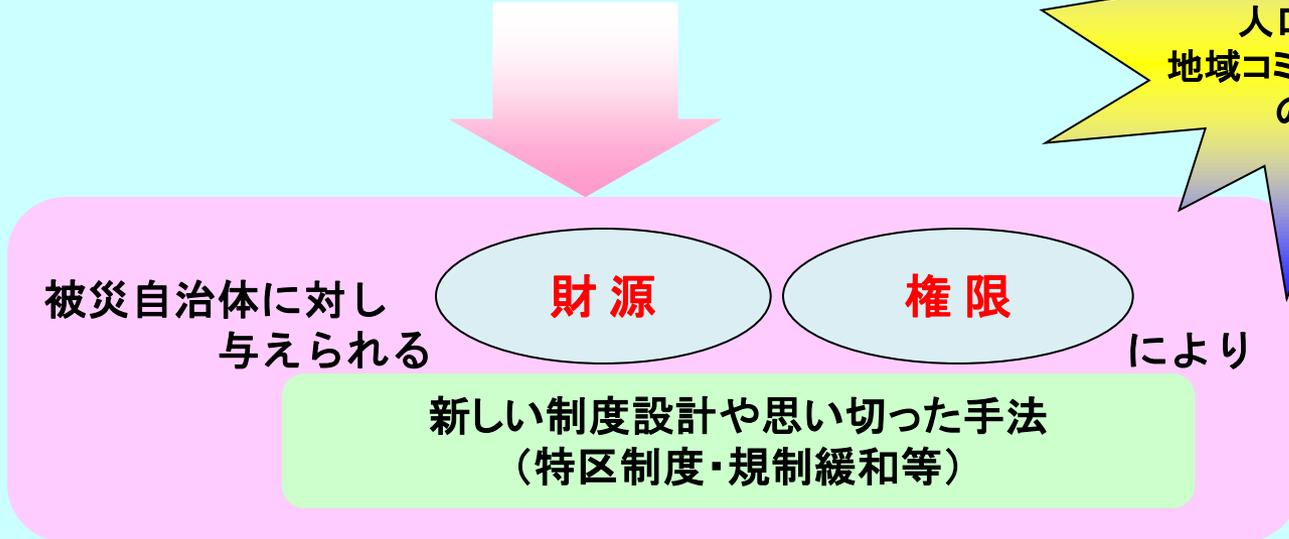 人口
地域コミ
の
被災自治体に対し
与えられる
財源
権限
により
新しい制度設計や思い切った手法
（特区制度・規制緩和等）